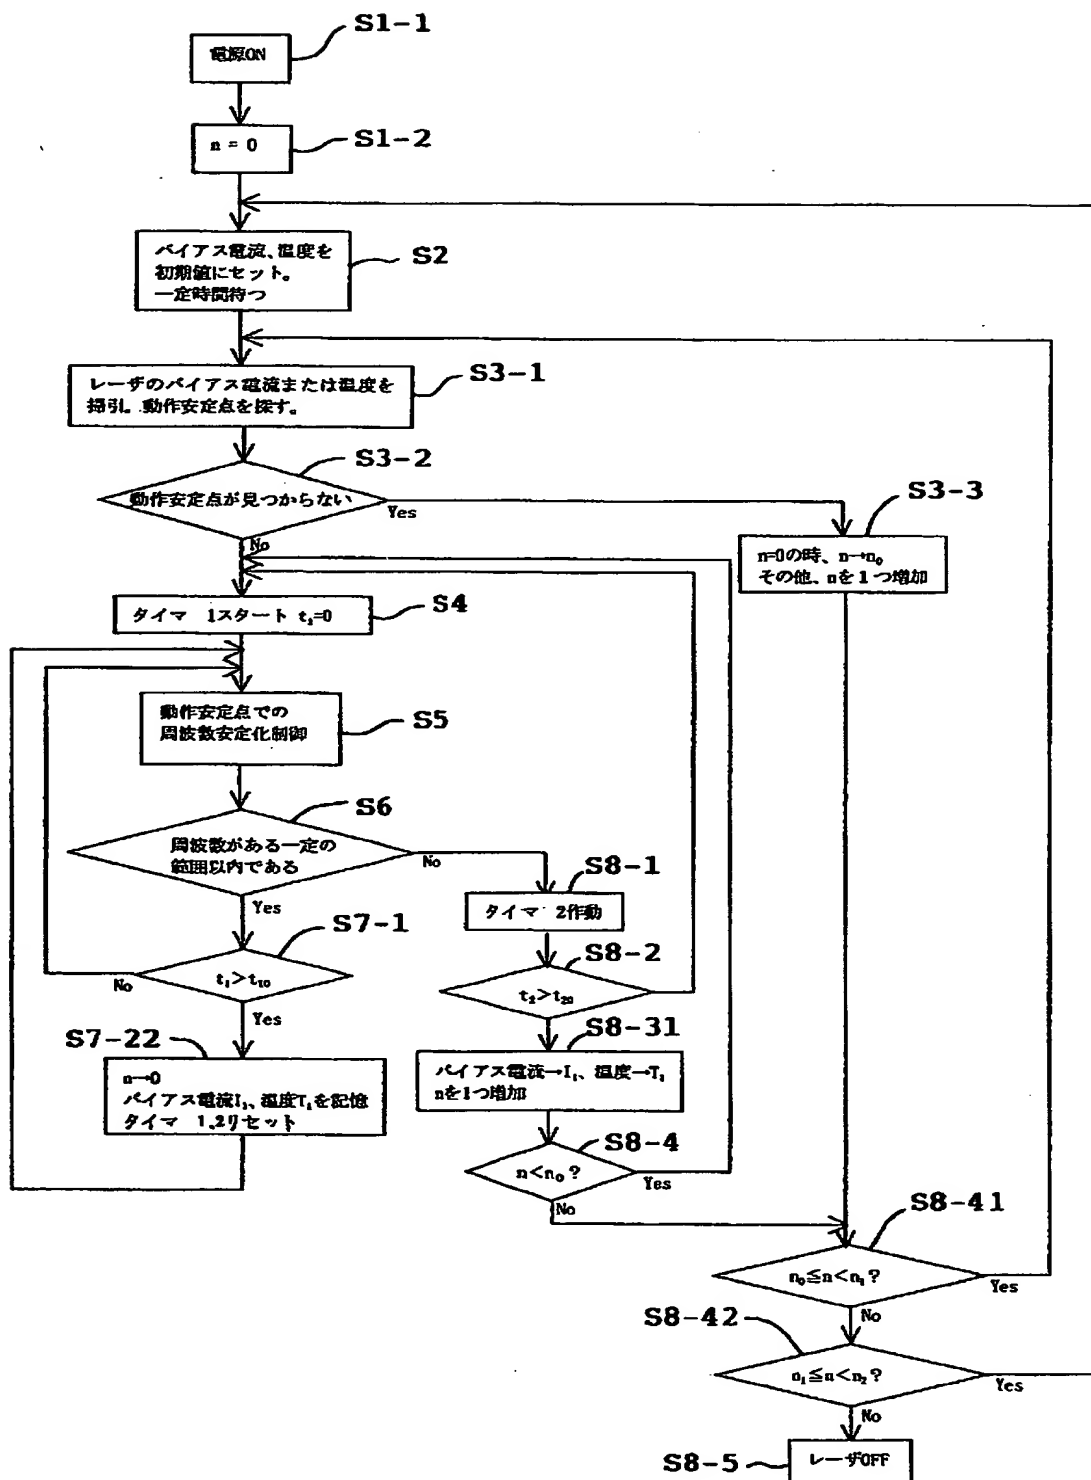 S1-1
電源ON
n = 0
S1-2
バイアス電流、温度を
初期値にセット。
一定時間待つ
S2
レーザのバイアス電流または温度を
掃引。動作安定点を探す。
S3-1
S3-2
動作安定点が見つからない
Yes
No
S3-3
n=0の時、n→n₀
その他、nを1つ増加
タイマ 1スタート t₁=0
S4
動作安定点での
周波数安定化制御
S5
S6
周波数がある一定の
範囲以内である
No
Yes
S8-1
タイマ 2作動
S7-1
t₁>t₁₀
No
Yes
S8-2
t₂>t₂₀
S7-22
n→0
バイアス電流I₁、温度T₁を記憶
タイマ 1,2リセット
S8-31
バイアス電流→I₁、温度→T₁
nを1つ増加
S8-4
n<n₀?
Yes
No
S8-41
n₀≦n<n₁?
Yes
No
S8-42
n₁≦n<n₂?
Yes
No
S8-5
レーザOFF